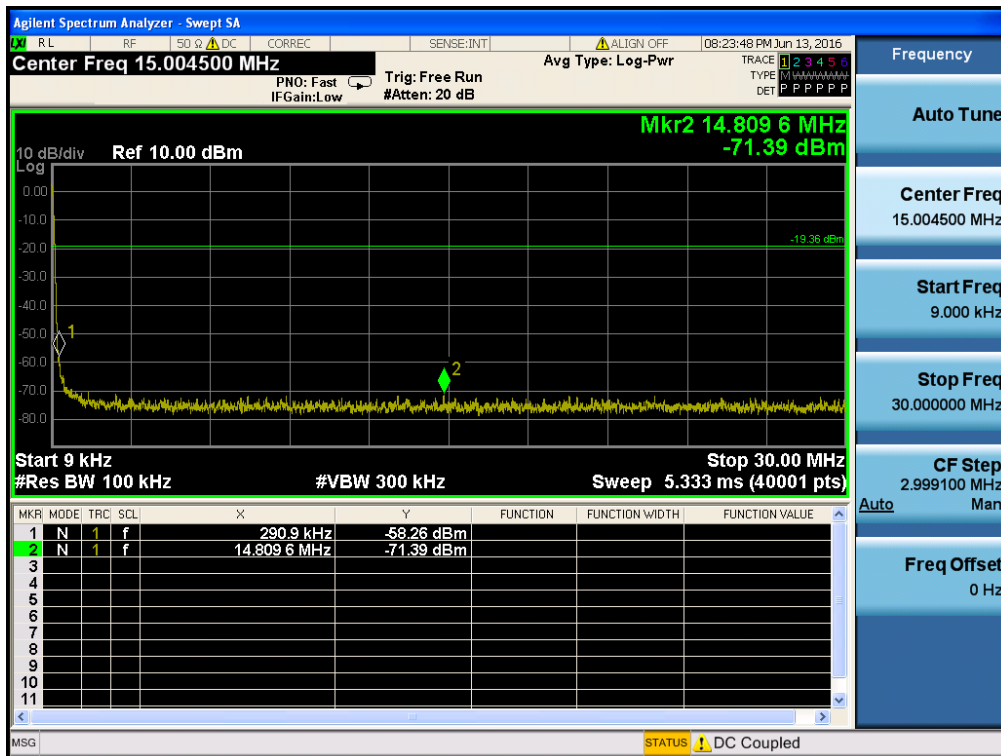 Agilent Spectrum Analyzer - Swept SA
LXI RL RF 50 Ω DC CORREC SENSE:INT ALIGN OFF 08:23:48 PM Jun 13, 2016
Center Freq 15.004500 MHz
PNO: Fast
IFGain:Low
Trig: Free Run
#Atten: 20 dB
Avg Type: Log-Pwr
TRACE 1 2 3 4 5 6
TYPE M WWWWW
DET P P P P P P
Mkr2 14.809 6 MHz
-71.39 dBm
10 dB/div Ref 10.00 dBm
Log
0.00
-10.0
-20.0
-30.0
-40.0
-50.0
-60.0
-70.0
-80.0
-19.36 dBm
1
2
Start 9 kHz Stop 30.00 MHz
#Res BW 100 kHz #VBW 300 kHz Sweep 5.333 ms (40001 pts)
MKR MODE TRC SCL X Y FUNCTION FUNCTION WIDTH FUNCTION VALUE
1 N 1 f 290.9 kHz -58.26 dBm
2 N 1 f 14.809 6 MHz -71.39 dBm
3
4
5
6
7
8
9
10
11
MSG STATUS DC Coupled
Frequency
Auto Tune
Center Freq
15.004500 MHz
Start Freq
9.000 kHz
Stop Freq
30.000000 MHz
CF Step
2.999100 MHz
Auto Man
Freq Offset
0 Hz